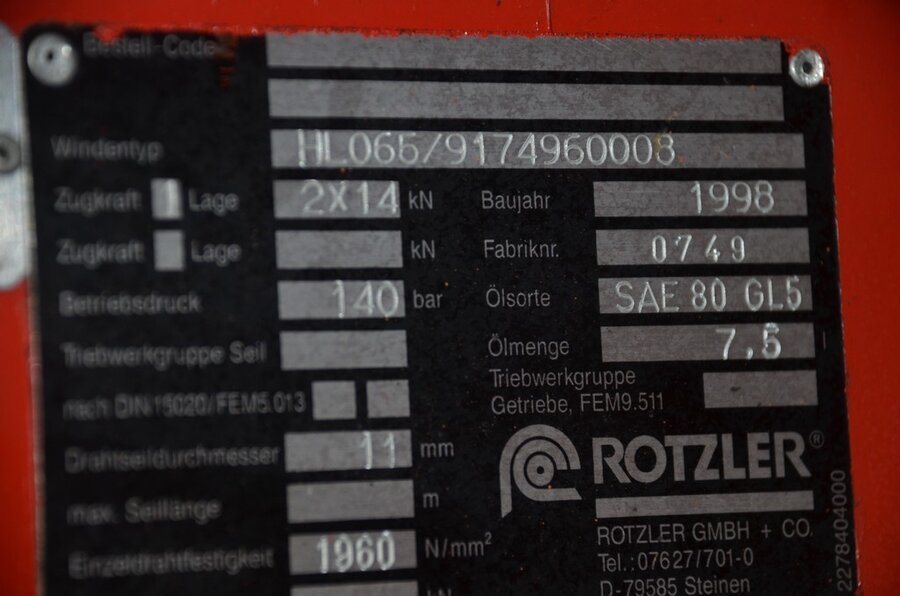 Bestell-Code
Windentyp HL065/9174960008
Zugkraft 1 Lage 2X14 kN Baujahr 1998
Zugkraft Lage kN Fabriknr. 0749
Betriebsdruck 140 bar Ölsorte SAE 80 GL5
Triebwerkgruppe Seil Ölmenge 7,5
nach DIN 15020/FEM5.013 Triebwerkgruppe
Getriebe, FEM9.511
Drahtseildurchmesser 11 mm ROTZLER®
max. Seillänge m
ROTZLER GMBH + CO.
Einzeldrahtfestigkeit 1960 N/mm² Tel.:07627/701-0
D-79585 Steinen
kN
2278404000